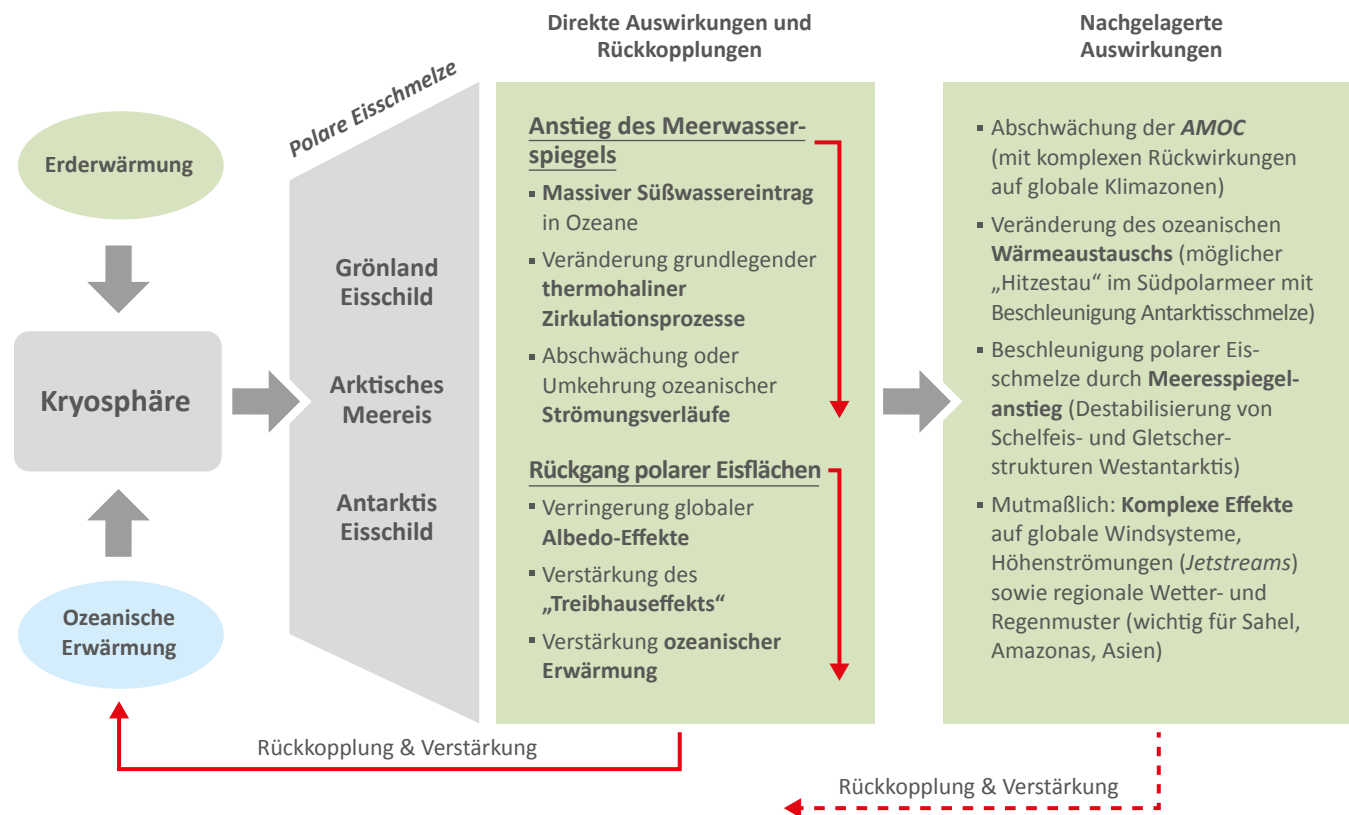 Direkte Auswirkungen und
Rückkopplungen
Nachgelagerte
Auswirkungen
Erderwärmung
Kryosphäre
Ozeanische
Erwärmung
Polare Eisschmelze
Grönland
Eisschild
Arktisches
Meereis
Antarktis
Eisschild
Anstieg des Meerwasser-
spiegels
▪ Massiver Süßwassereintrag
in Ozeane
▪ Veränderung grundlegender
thermohaliner
Zirkulationsprozesse
▪ Abschwächung oder
Umkehrung ozeanischer
Strömungsverläufe
Rückgang polarer Eisflächen
▪ Verringerung globaler
Albedo-Effekte
▪ Verstärkung des
„Treibhauseffekts“
▪ Verstärkung ozeanischer
Erwärmung
▪ Abschwächung der AMOC
(mit komplexen Rückwirkungen
auf globale Klimazonen)
▪ Veränderung des ozeanischen
Wärmeaustauschs (möglicher
„Hitzestau“ im Südpolarmeer mit
Beschleunigung Antarktisschmelze)
▪ Beschleunigung polarer Eis-
schmelze durch Meeresspiegel-
anstieg (Destabilisierung von
Schelfeis- und Gletscher-
strukturen Westantarktis)
▪ Mutmaßlich: Komplexe Effekte
auf globale Windsysteme,
Höhenströmungen (Jetstreams)
sowie regionale Wetter- und
Regenmuster (wichtig für Sahel,
Amazonas, Asien)
Rückkopplung & Verstärkung
Rückkopplung & Verstärkung